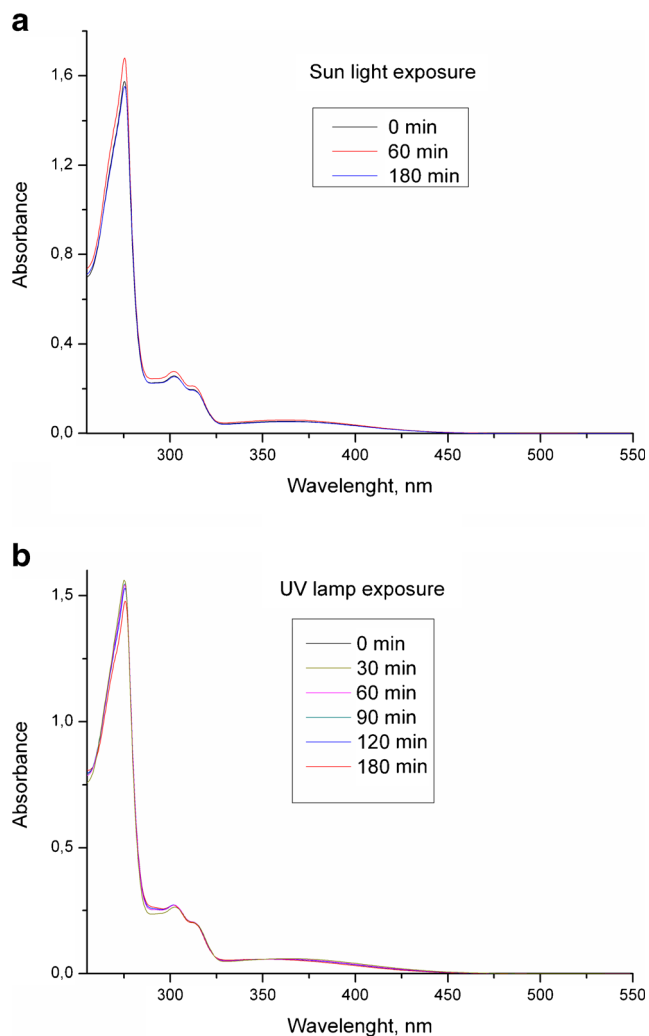 a
Sun light exposure
0 min
60 min
180 min
1,6
1,2
0,8
0,4
0,0
Absorbance
300 350 400 450 500 550
Wavelenght, nm
b
UV lamp exposure
0 min
30 min
60 min
90 min
120 min
180 min
1,5
1,0
0,5
0,0
Absorbance
300 350 400 450 500 550
Wavelenght, nm